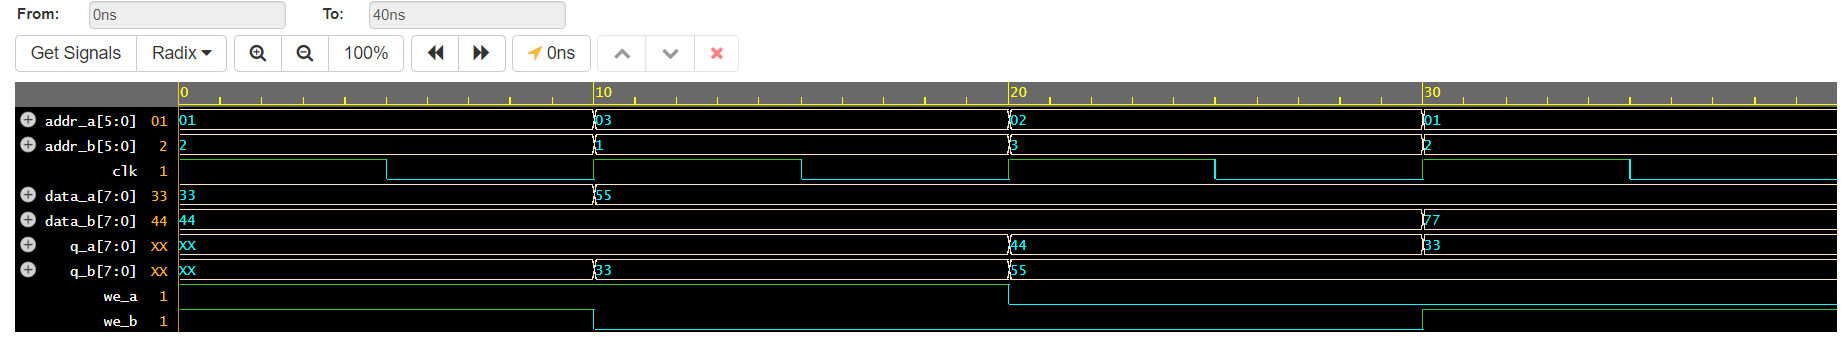 From: 0ns To: 40ns
Get Signals Radix 100% 0ns
0 10 20 30
addr_a[5:0] 01 01 03 02 01
addr_b[5:0] 2 2 1 3 2
clk 1
data_a[7:0] 33 33 55
data_b[7:0] 44 44 77
q_a[7:0] XX XX 44 33
q_b[7:0] XX XX 33 55
we_a 1
we_b 1